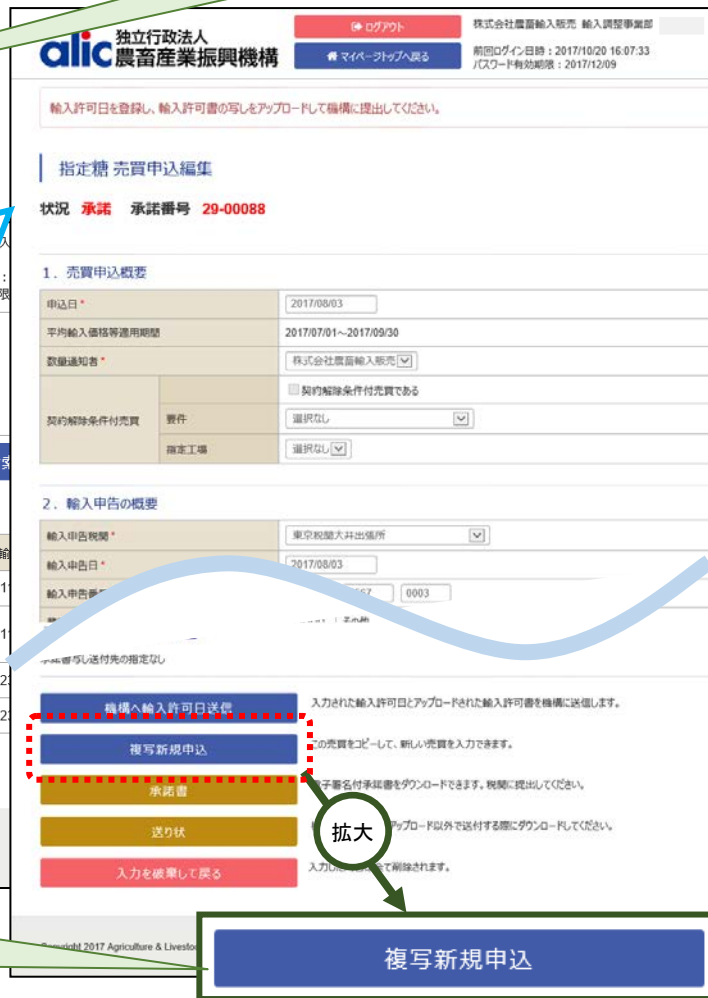 alic 独立行政法人
農畜産業振興機構
ログアウト
マイページトップへ戻る
株式会社農畜輸入販売 輸入調整事業部
前回ログイン日時：2017/10/20 16:07:33
パスワード有効期限：2017/12/09
輸入許可日を登録し、輸入許可書の写しをアップロードして機構に提出してください。
指定糖 売買申込編集
状況 承諾 承諾番号 29-00088
1．売買申込概要
申込日* 2017/08/03
平均輸入価格等適用期間 2017/07/01～2017/09/30
数量通知者* 株式会社農畜輸入販売
契約解除条件付売買である
契約解除条件付売買 要件 選択なし
指定工場 選択なし
2．輸入申告の概要
輸入申告税関* 東京税関大井出張所
輸入申告日* 2017/08/03
輸入申告番 0003
その他
承諾書写し送付先の指定なし
機構へ輸入許可日送信 入力された輸入許可日とアップロードされた輸入許可書を機構に送信します。
複写新規申込 この売買をコピーして、新しい売買を入力できます。
承諾書 子署名付承諾書をダウンロードできます。税関に提出してください。
送り状 アップロード以外で送付する際にダウンロードしてください。
入力を破棄して戻る 全て削除されます。
拡大
Copyright 2017 Agriculture & Livesto
複写新規申込